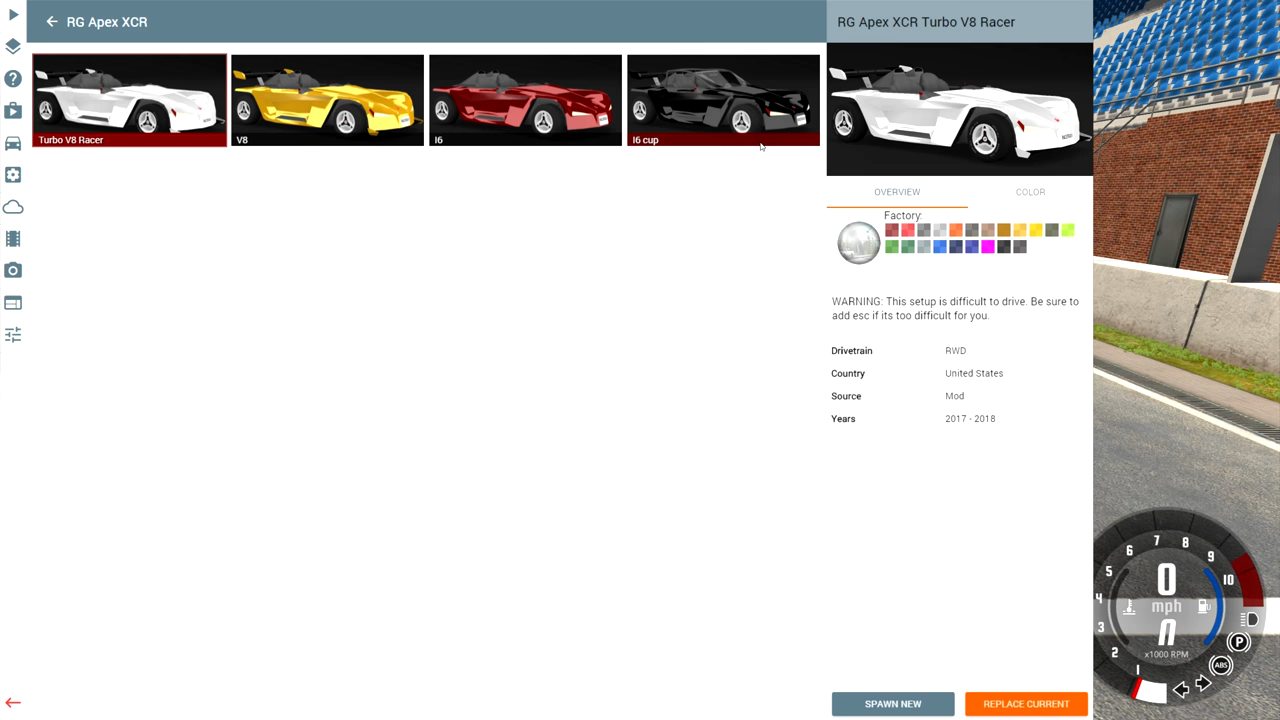 RG Apex XCR
RG Apex XCR Turbo V8 Racer
Turbo V8 Racer
V8
I6
I6 cup
OVERVIEW
COLOR
Factory:
WARNING: This setup is difficult to drive. Be sure to
add esc if its too difficult for you.
Drivetrain RWD
Country United States
Source Mod
Years 2017 - 2018
1
2
3
4
5
6
7
8
9
10
0
mph
n
x1000 RPM
P
ABS
SPAWN NEW
REPLACE CURRENT